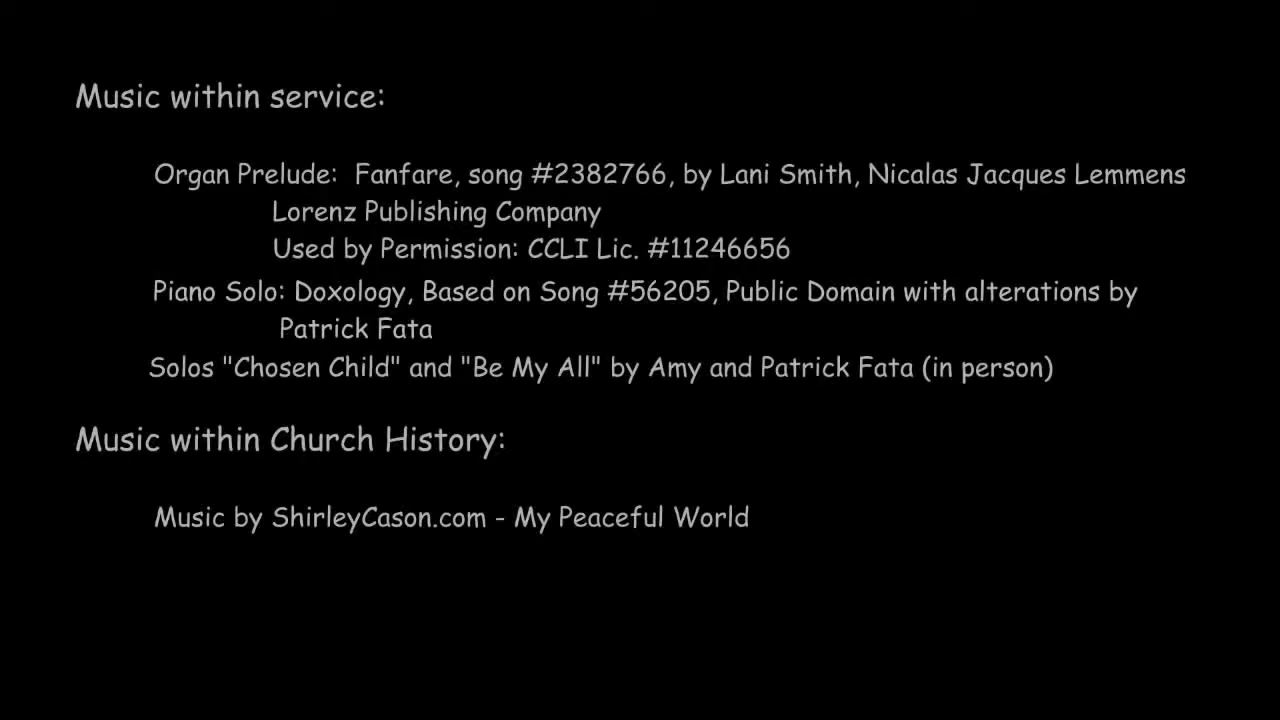 Music within service:
Organ Prelude:  Fanfare, song #2382766, by Lani Smith, Nicalas Jacques Lemmens
Lorenz Publishing Company
Used by Permission: CCLI Lic. #11246656
Piano Solo: Doxology, Based on Song #56205, Public Domain with alterations by
Patrick Fata
Solos "Chosen Child" and "Be My All" by Amy and Patrick Fata (in person)
Music within Church History:
Music by ShirleyCason.com - My Peaceful World